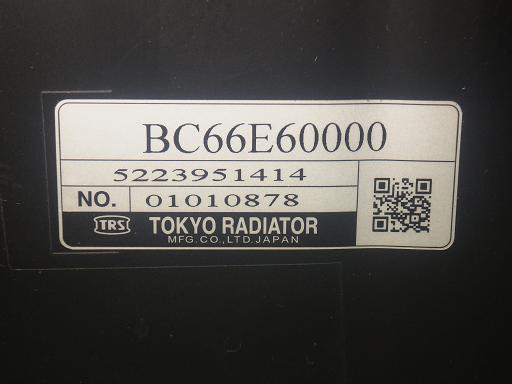 BC66E60000
5223951414
NO. 01010878
TRS TOKYO RADIATOR
MFG.CO.,LTD.JAPAN